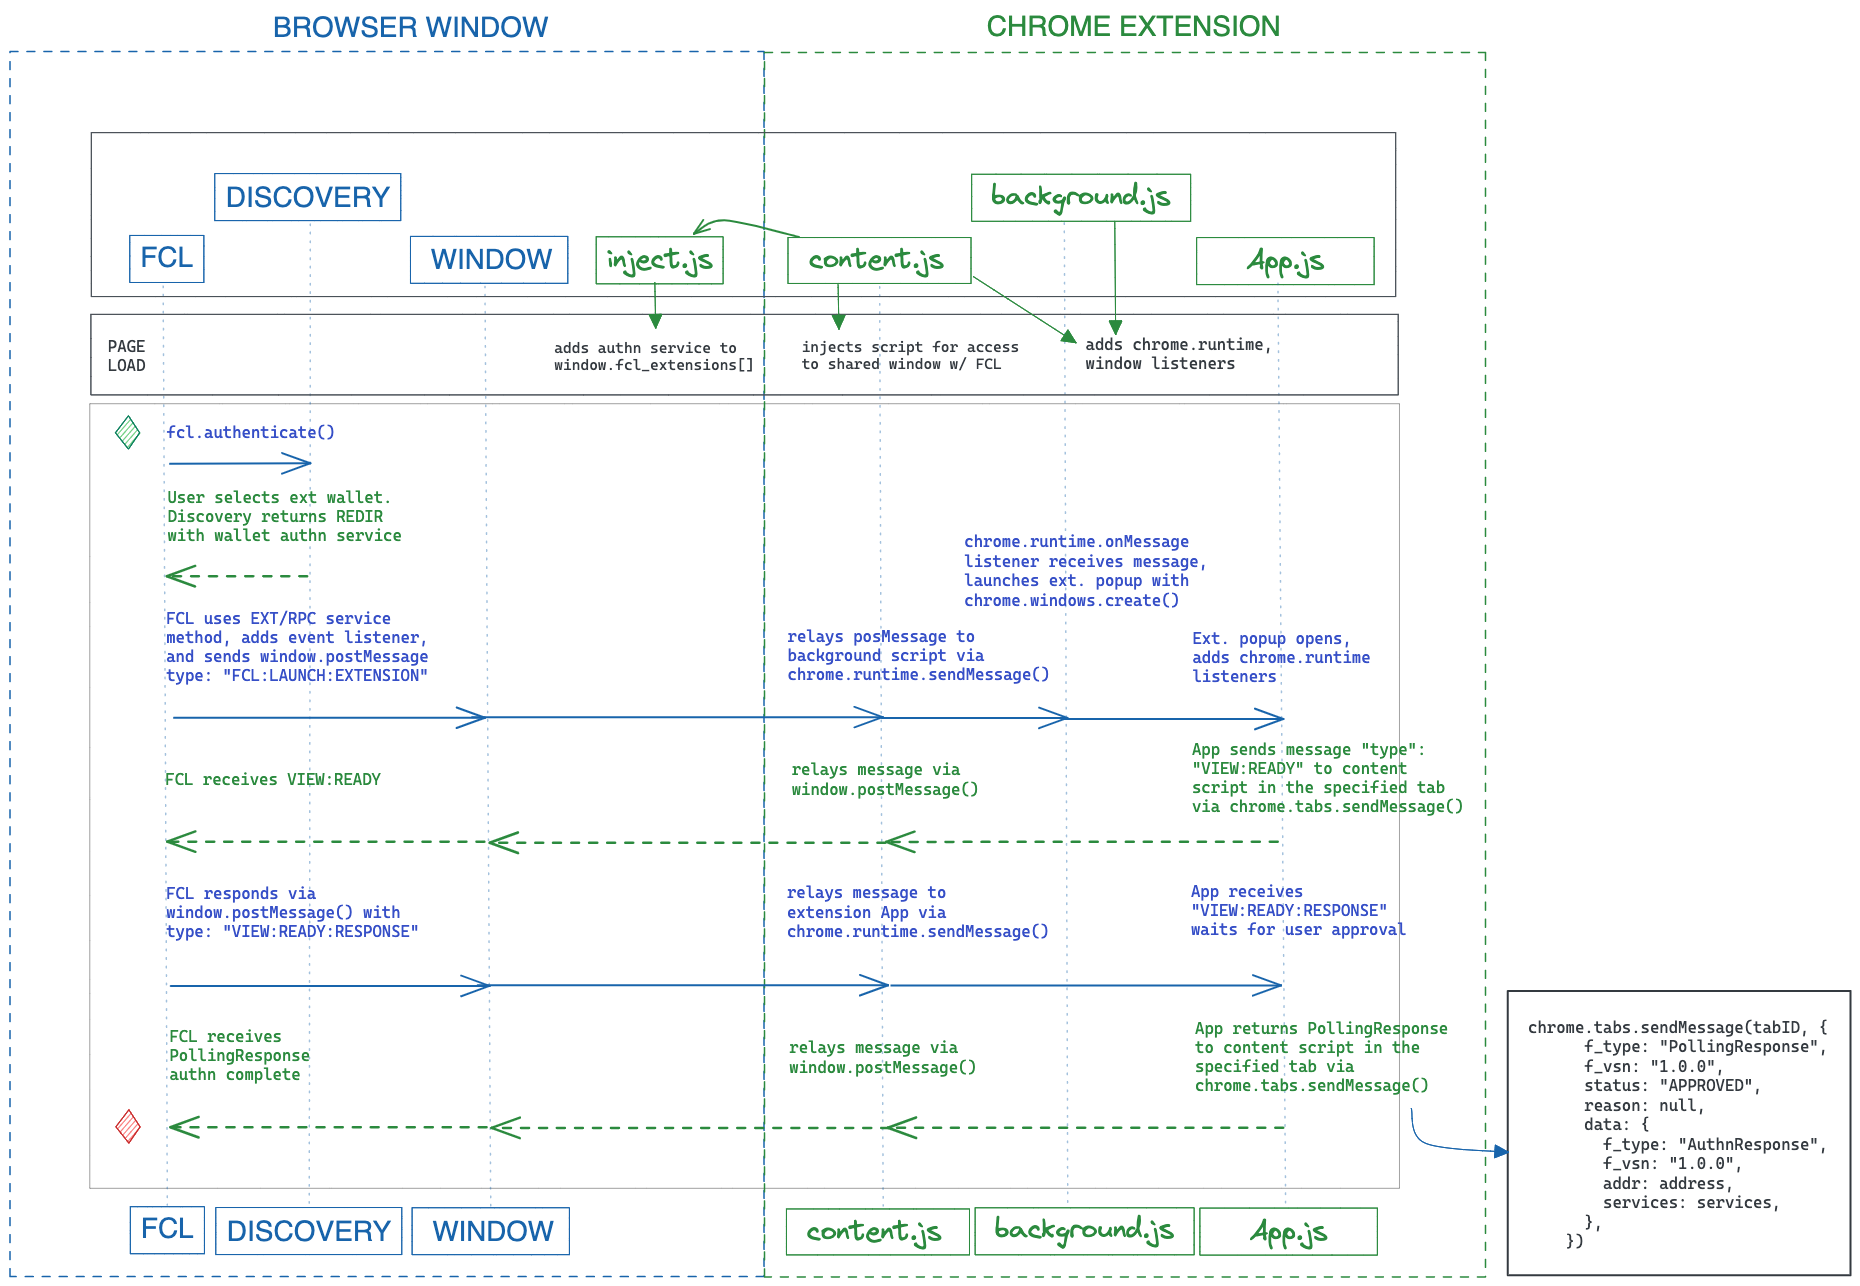 BROWSER WINDOW
CHROME EXTENSION
DISCOVERY
background.js
FCL
WINDOW
inject.js
content.js
App.js
PAGE
LOAD
adds authn service to
window.fcl_extensions[]
injects script for access
to shared window w/ FCL
adds chrome.runtime,
window listeners
fcl.authenticate()
User selects ext wallet.
Discovery returns REDIR
with wallet authn service
chrome.runtime.onMessage
listener receives message,
launches ext. popup with
chrome.windows.create()
FCL uses EXT/RPC service
method, adds event listener,
and sends window.postMessage
type: "FCL:LAUNCH:EXTENSION"
relays posMessage to
background script via
chrome.runtime.sendMessage()
Ext. popup opens,
adds chrome.runtime
listeners
FCL receives VIEW:READY
relays message via
window.postMessage()
App sends message "type":
"VIEW:READY" to content
script in the specified tab
via chrome.tabs.sendMessage()
FCL responds via
window.postMessage() with
type: "VIEW:READY:RESPONSE"
relays message to
extension App via
chrome.runtime.sendMessage()
App receives
"VIEW:READY:RESPONSE"
waits for user approval
FCL receives
PollingResponse
authn complete
relays message via
window.postMessage()
App returns PollingResponse
to content script in the
specified tab via
chrome.tabs.sendMessage()
chrome.tabs.sendMessage(tabID, {
f_type: "PollingResponse",
f_vsn: "1.0.0",
status: "APPROVED",
reason: null,
data: {
f_type: "AuthnResponse",
f_vsn: "1.0.0",
addr: address,
services: services,
},
})
FCL
DISCOVERY
WINDOW
content.js
background.js
App.js